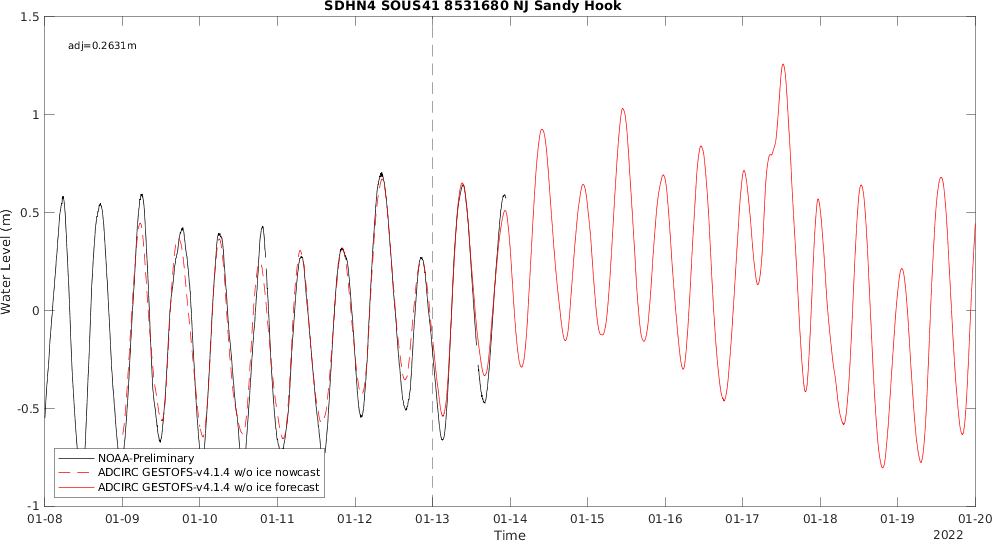 SDHN4 SOUS41 8531680 NJ Sandy Hook
1.5
adj=0.2631m
1
0.5
Water Level (m)
0
-0.5
NOAA-Preliminary
ADCIRC GESTOFS-v4.1.4 w/o ice nowcast
ADCIRC GESTOFS-v4.1.4 w/o ice forecast
-1
01-08 01-09 01-10 01-11 01-12 01-13 01-14 01-15 01-16 01-17 01-18 01-19 01-20
Time
2022